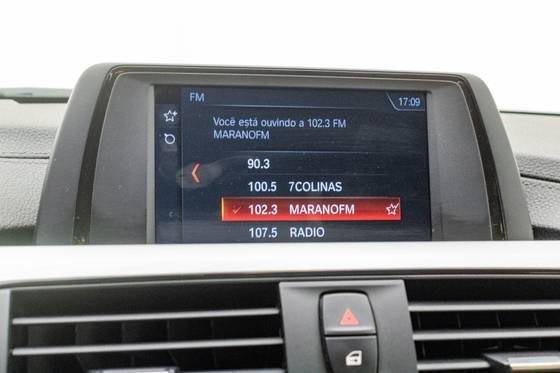 FM
17:09
Você está ouvindo a 102.3 FM
MARANOFM
90.3
100.5 7COLINAS
102.3 MARANOFM
107.5 RADIO